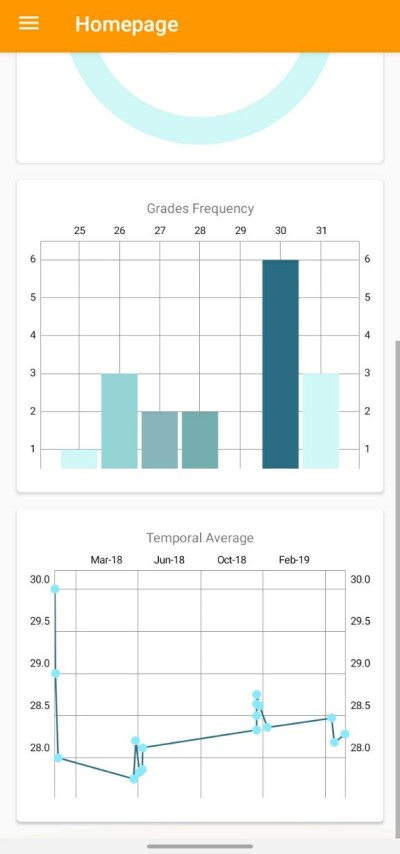 Homepage
Grades Frequency
25 26 27 28 29 30 31
6 6
5 5
4 4
3 3
2 2
1 1
Temporal Average
Mar-18 Jun-18 Oct-18 Feb-19
30.0 30.0
29.5 29.5
29.0 29.0
28.5 28.5
28.0 28.0